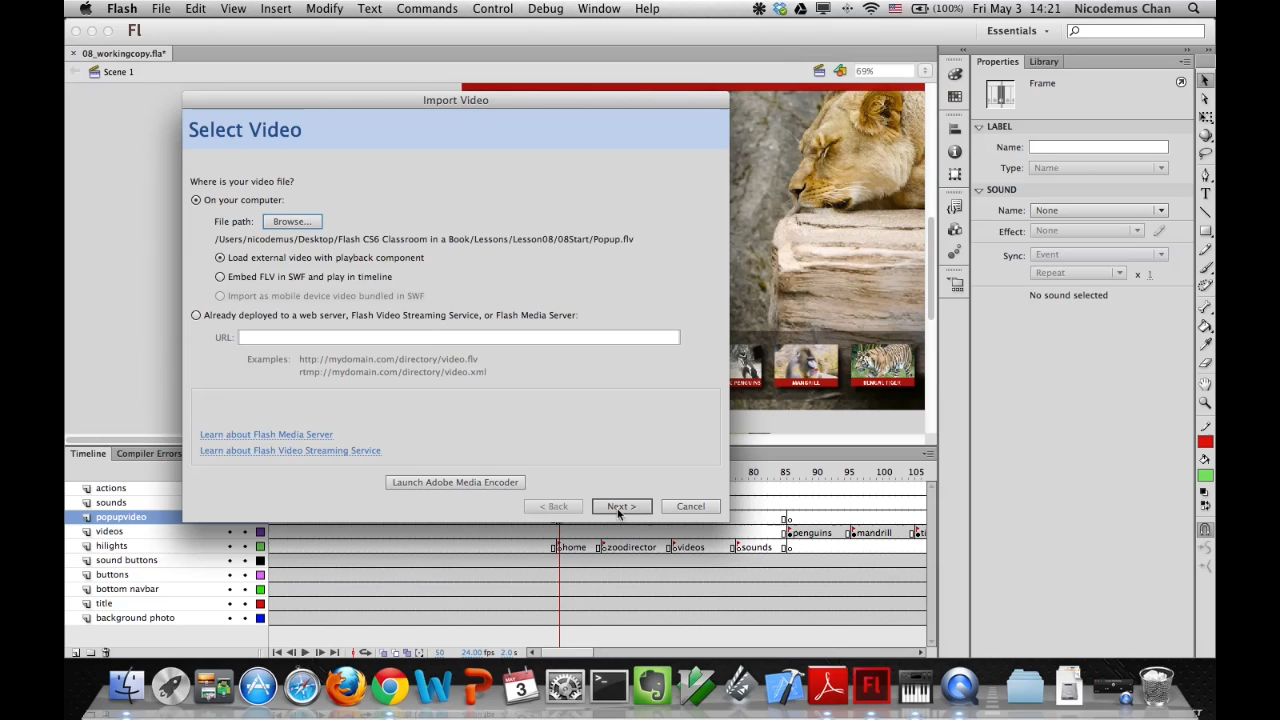 Flash File Edit View Insert Modify Text Commands Control Debug Window Help (100%) Fri May 3 14:21 Nicodemus Chan
Fl Essentials
× 08_workingcopy.fla*
Scene 1 69%
Import Video
Select Video
Where is your video file?
On your computer:
File path: Browse...
/Users/nicodemus/Desktop/Flash CS6 Classroom in a Book/Lessons/Lesson08/08Start/Popup.flv
Load external video with playback component
Embed FLV in SWF and play in timeline
Import as mobile device video bundled in SWF
Already deployed to a web server, Flash Video Streaming Service, or Flash Media Server:
URL:
Examples: http://mydomain.com/directory/video.flv
rtmp://mydomain.com/directory/video.xml
Learn about Flash Media Server
Learn about Flash Video Streaming Service
Launch Adobe Media Encoder
< Back Next > Cancel
PENGUINS MANDRILL BENGAL TIGER
Properties Library
Frame
LABEL
Name:
Type: Name
SOUND
Name: None
Effect: None
Sync: Event
Repeat x 1
No sound selected
T
Timeline Compiler Errors
80 85 90 95 100 105
actions
sounds
popupvideo
videos penguins mandrill ti
hilights home zoodirector videos sounds
sound buttons
buttons
bottom navbar
title
background photo
50 24.00 fps 2.0 s
MAY 3 Fl